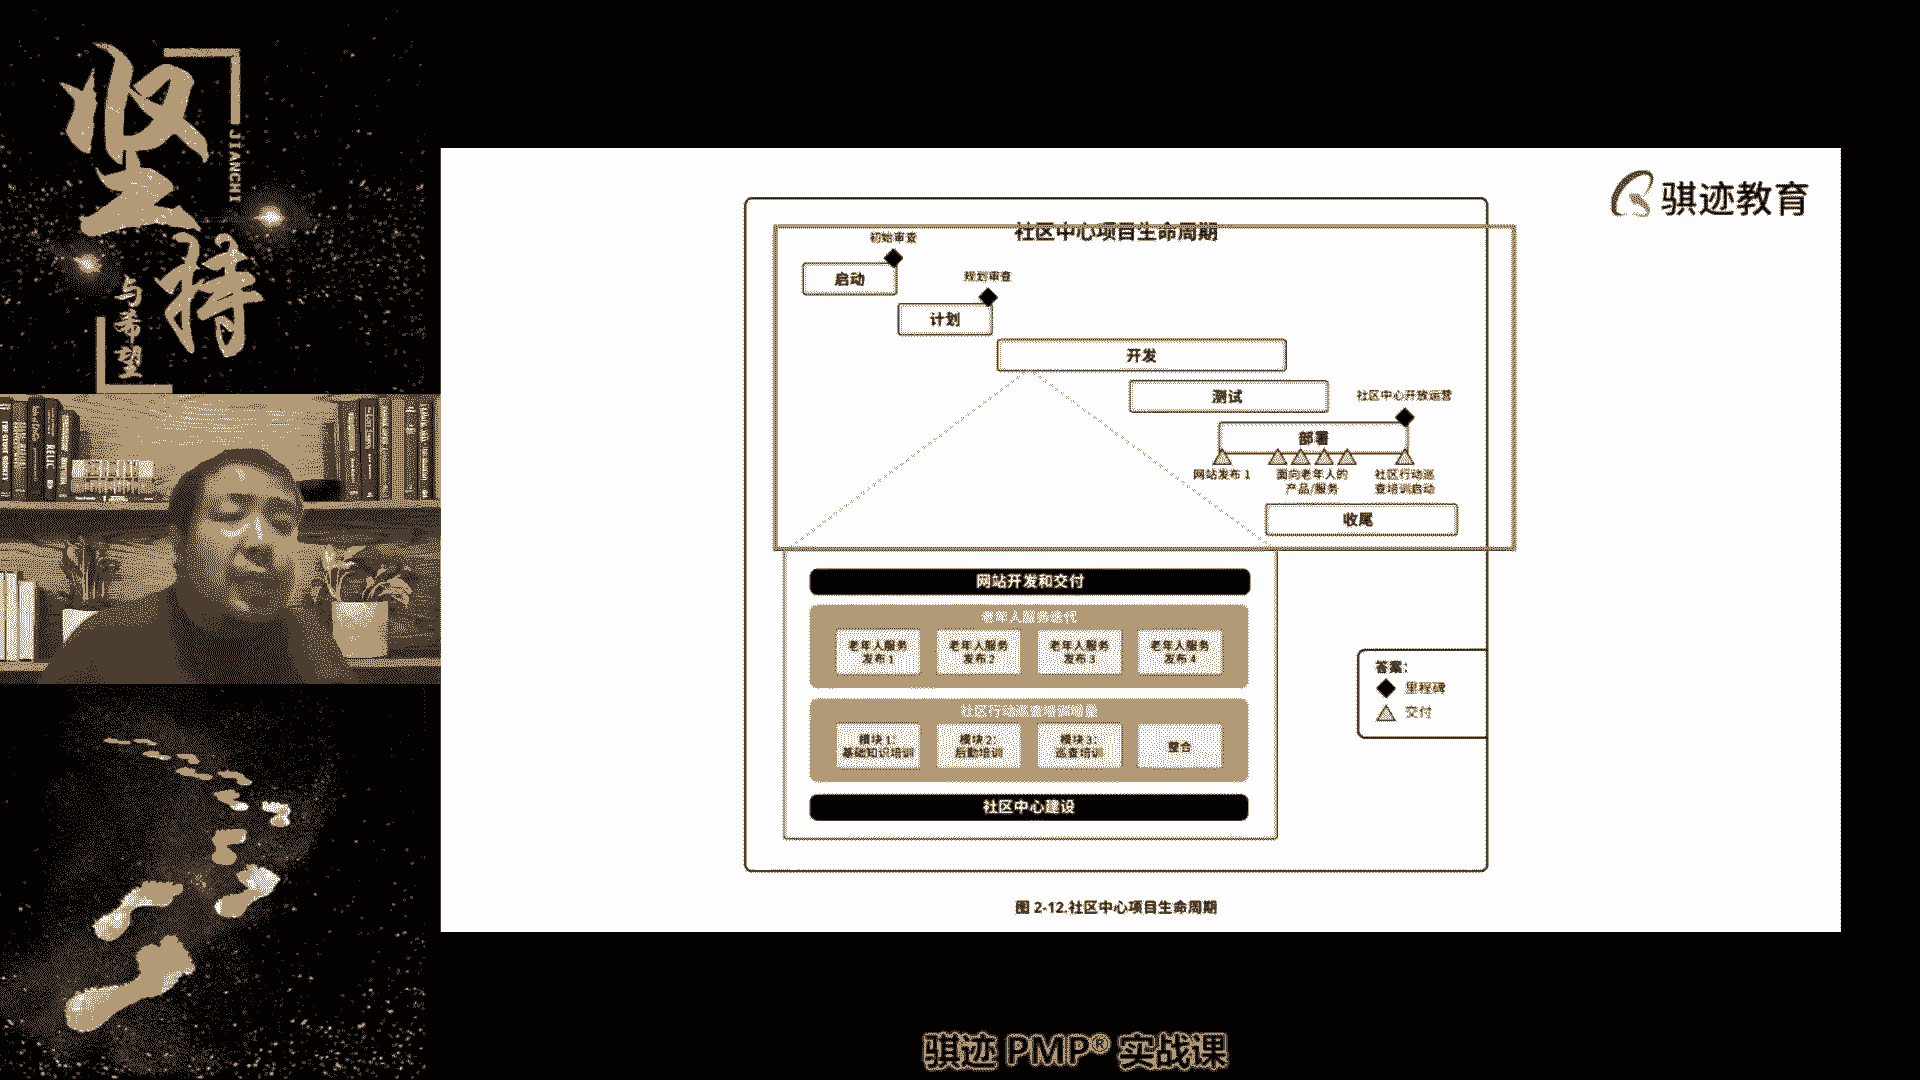 坚持
JIANCHI
与希望
RELIC
骐迹教育
社区中心项目生命周期
初始审查
启动
规划审查
计划
开发
测试
社区中心开放运营
部署
网站发布 1
面向老年人的
产品/服务
社区行动巡
查培训启动
收尾
网站开发和交付
老年人服务迭代
老年人服务
发布 1
老年人服务
发布 2
老年人服务
发布 3
老年人服务
发布 4
社区行动巡查培训增量
模块 1:
基础知识培训
模块 2:
后勤培训
模块 3:
巡查培训
整合
社区中心建设
答案:
里程碑
交付
图 2-12.社区中心项目生命周期
骐迹 PMP® 实战课